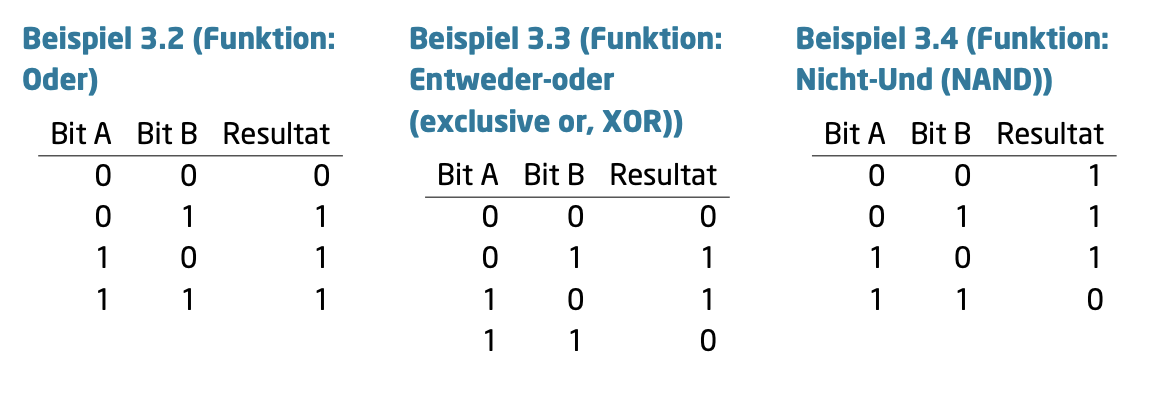 Beispiel 3.2 (Funktion:
Oder)
Bit A Bit B Resultat
0 0 0
0 1 1
1 0 1
1 1 1
Beispiel 3.3 (Funktion:
Entweder-oder
(exclusive or, XOR))
Bit A Bit B Resultat
0 0 0
0 1 1
1 0 1
1 1 0
Beispiel 3.4 (Funktion:
Nicht-Und (NAND))
Bit A Bit B Resultat
0 0 1
0 1 1
1 0 1
1 1 0